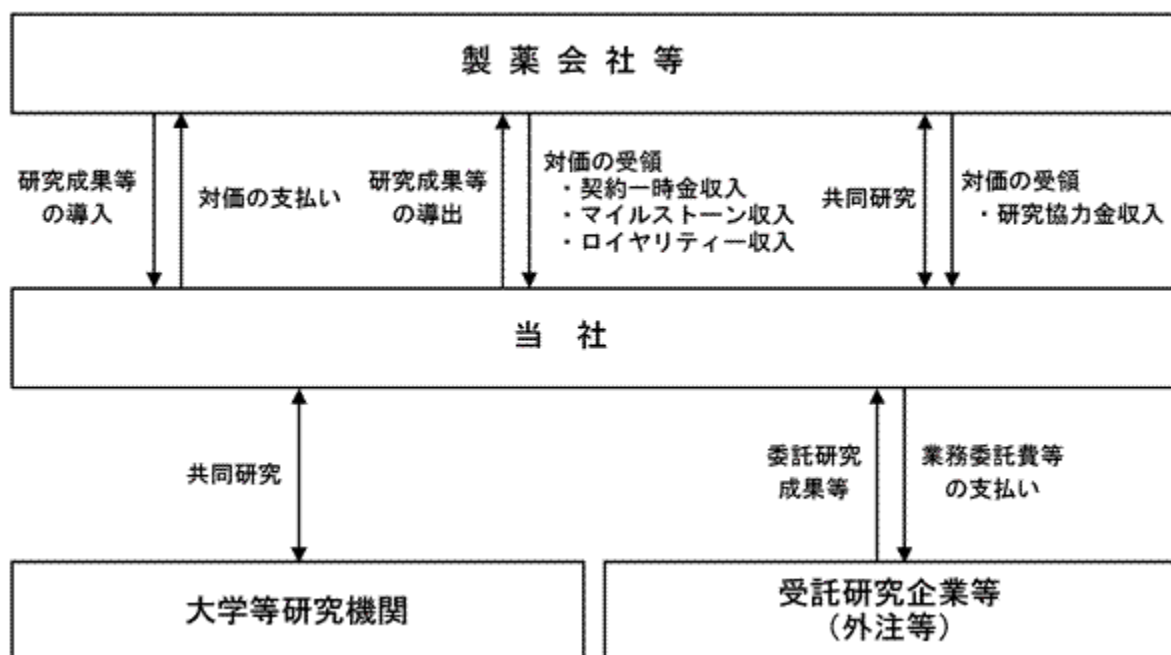 製薬会社等
研究成果等
の導入
対価の支払い
研究成果等
の導出
対価の受領
・契約一時金収入
・マイルストーン収入
・ロイヤリティー収入
共同研究
対価の受領
・研究協力金収入
当 社
共同研究
委託研究
成果等
業務委託費等
の支払い
大学等研究機関
受託研究企業等
（外注等）